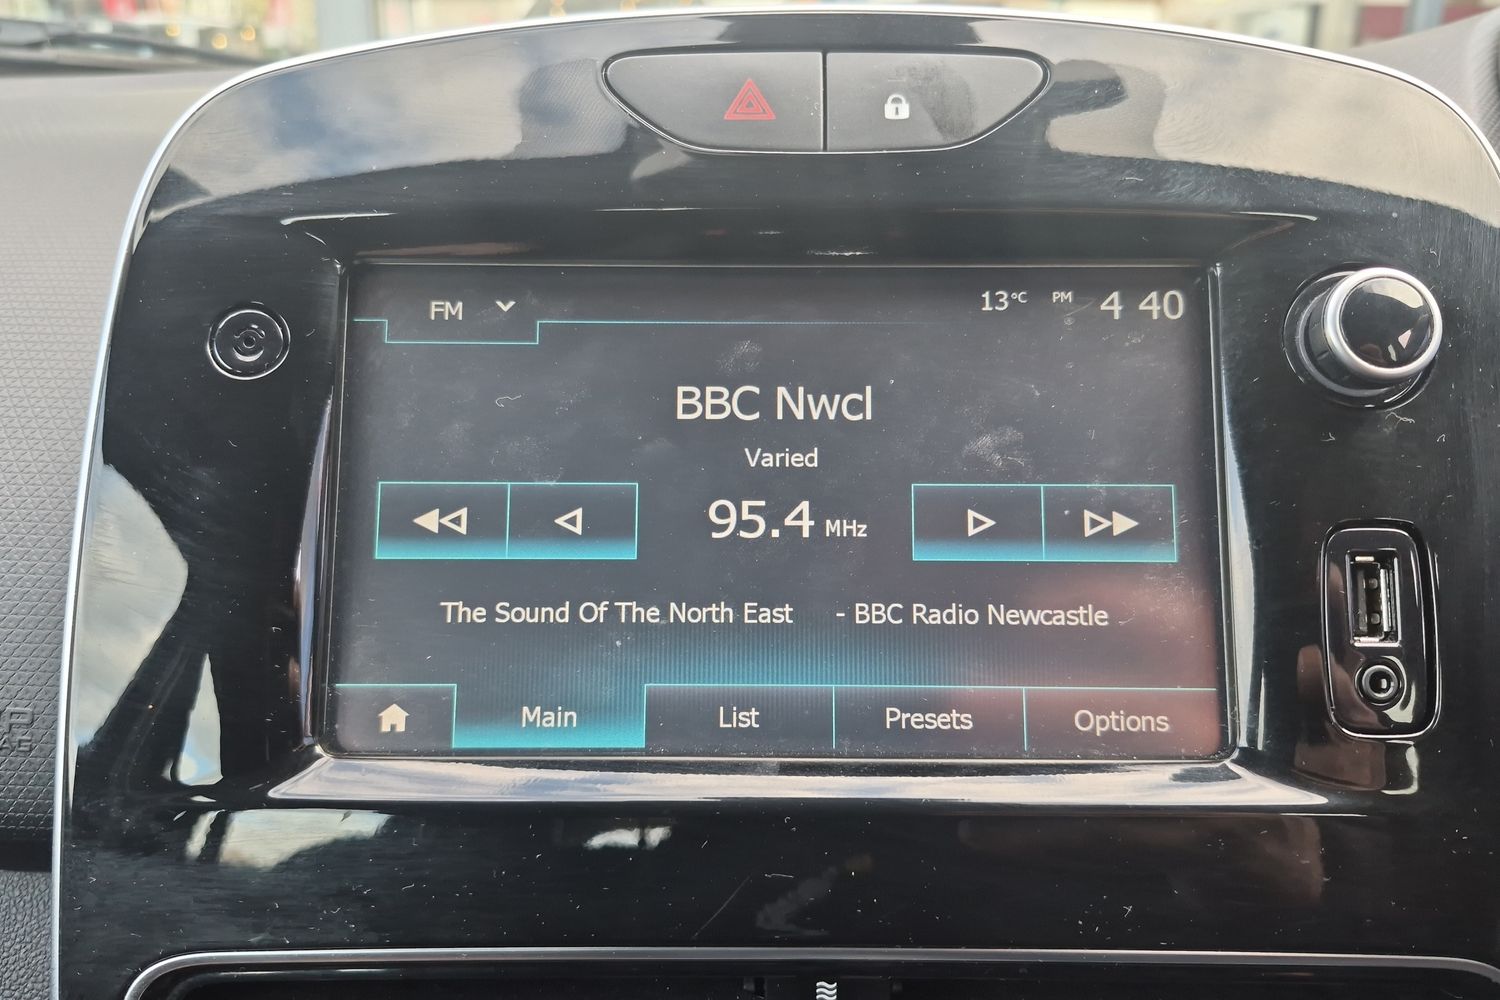 FM 13°C PM 4 40
BBC Nwcl
Varied
95.4 MHz
The Sound Of The North East - BBC Radio Newcastle
Main List Presets Options